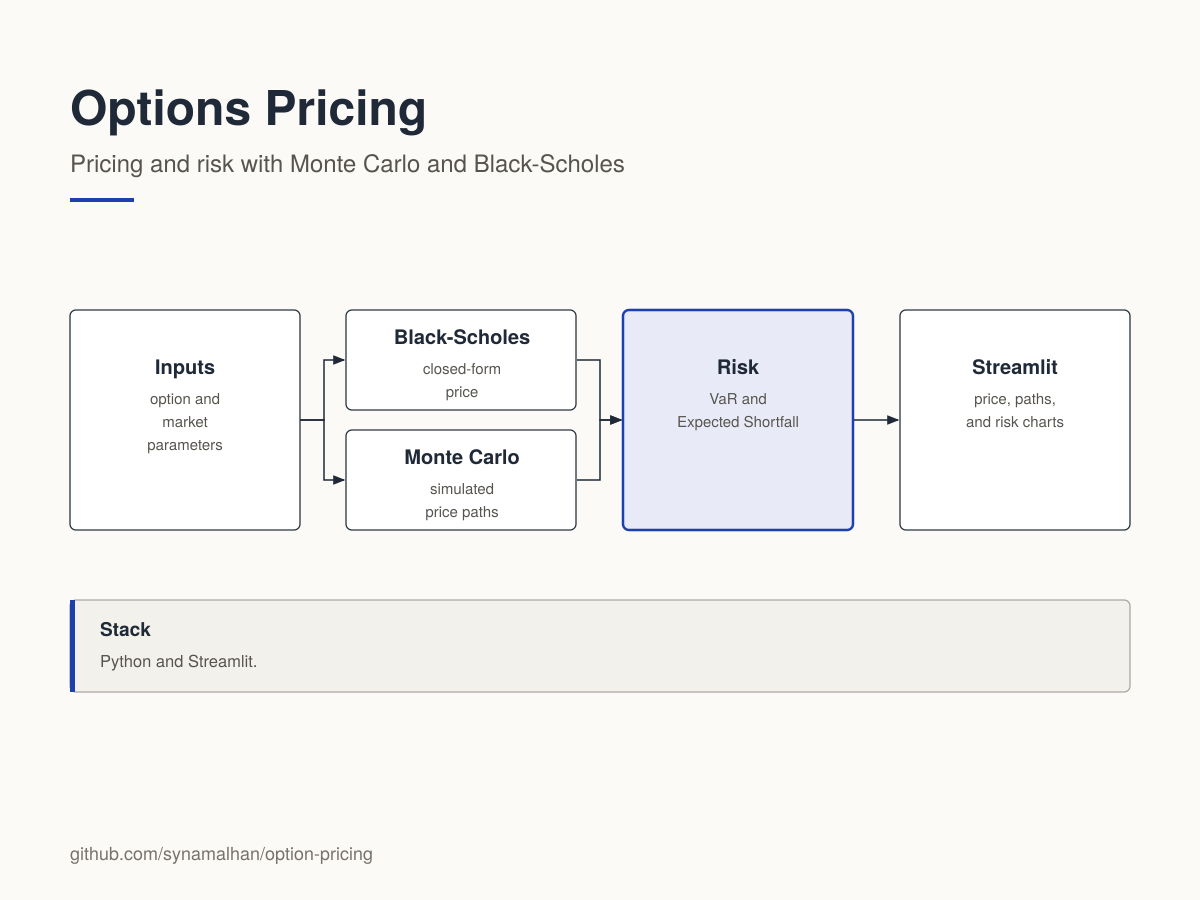 Options Pricing
Pricing and risk with Monte Carlo and Black-Scholes
Inputs
option and
market
parameters
Black-Scholes
closed-form
price
Monte Carlo
simulated
price paths
Risk
VaR and
Expected Shortfall
Streamlit
price, paths,
and risk charts
Stack
Python and Streamlit.
github.com/synamalhan/option-pricing